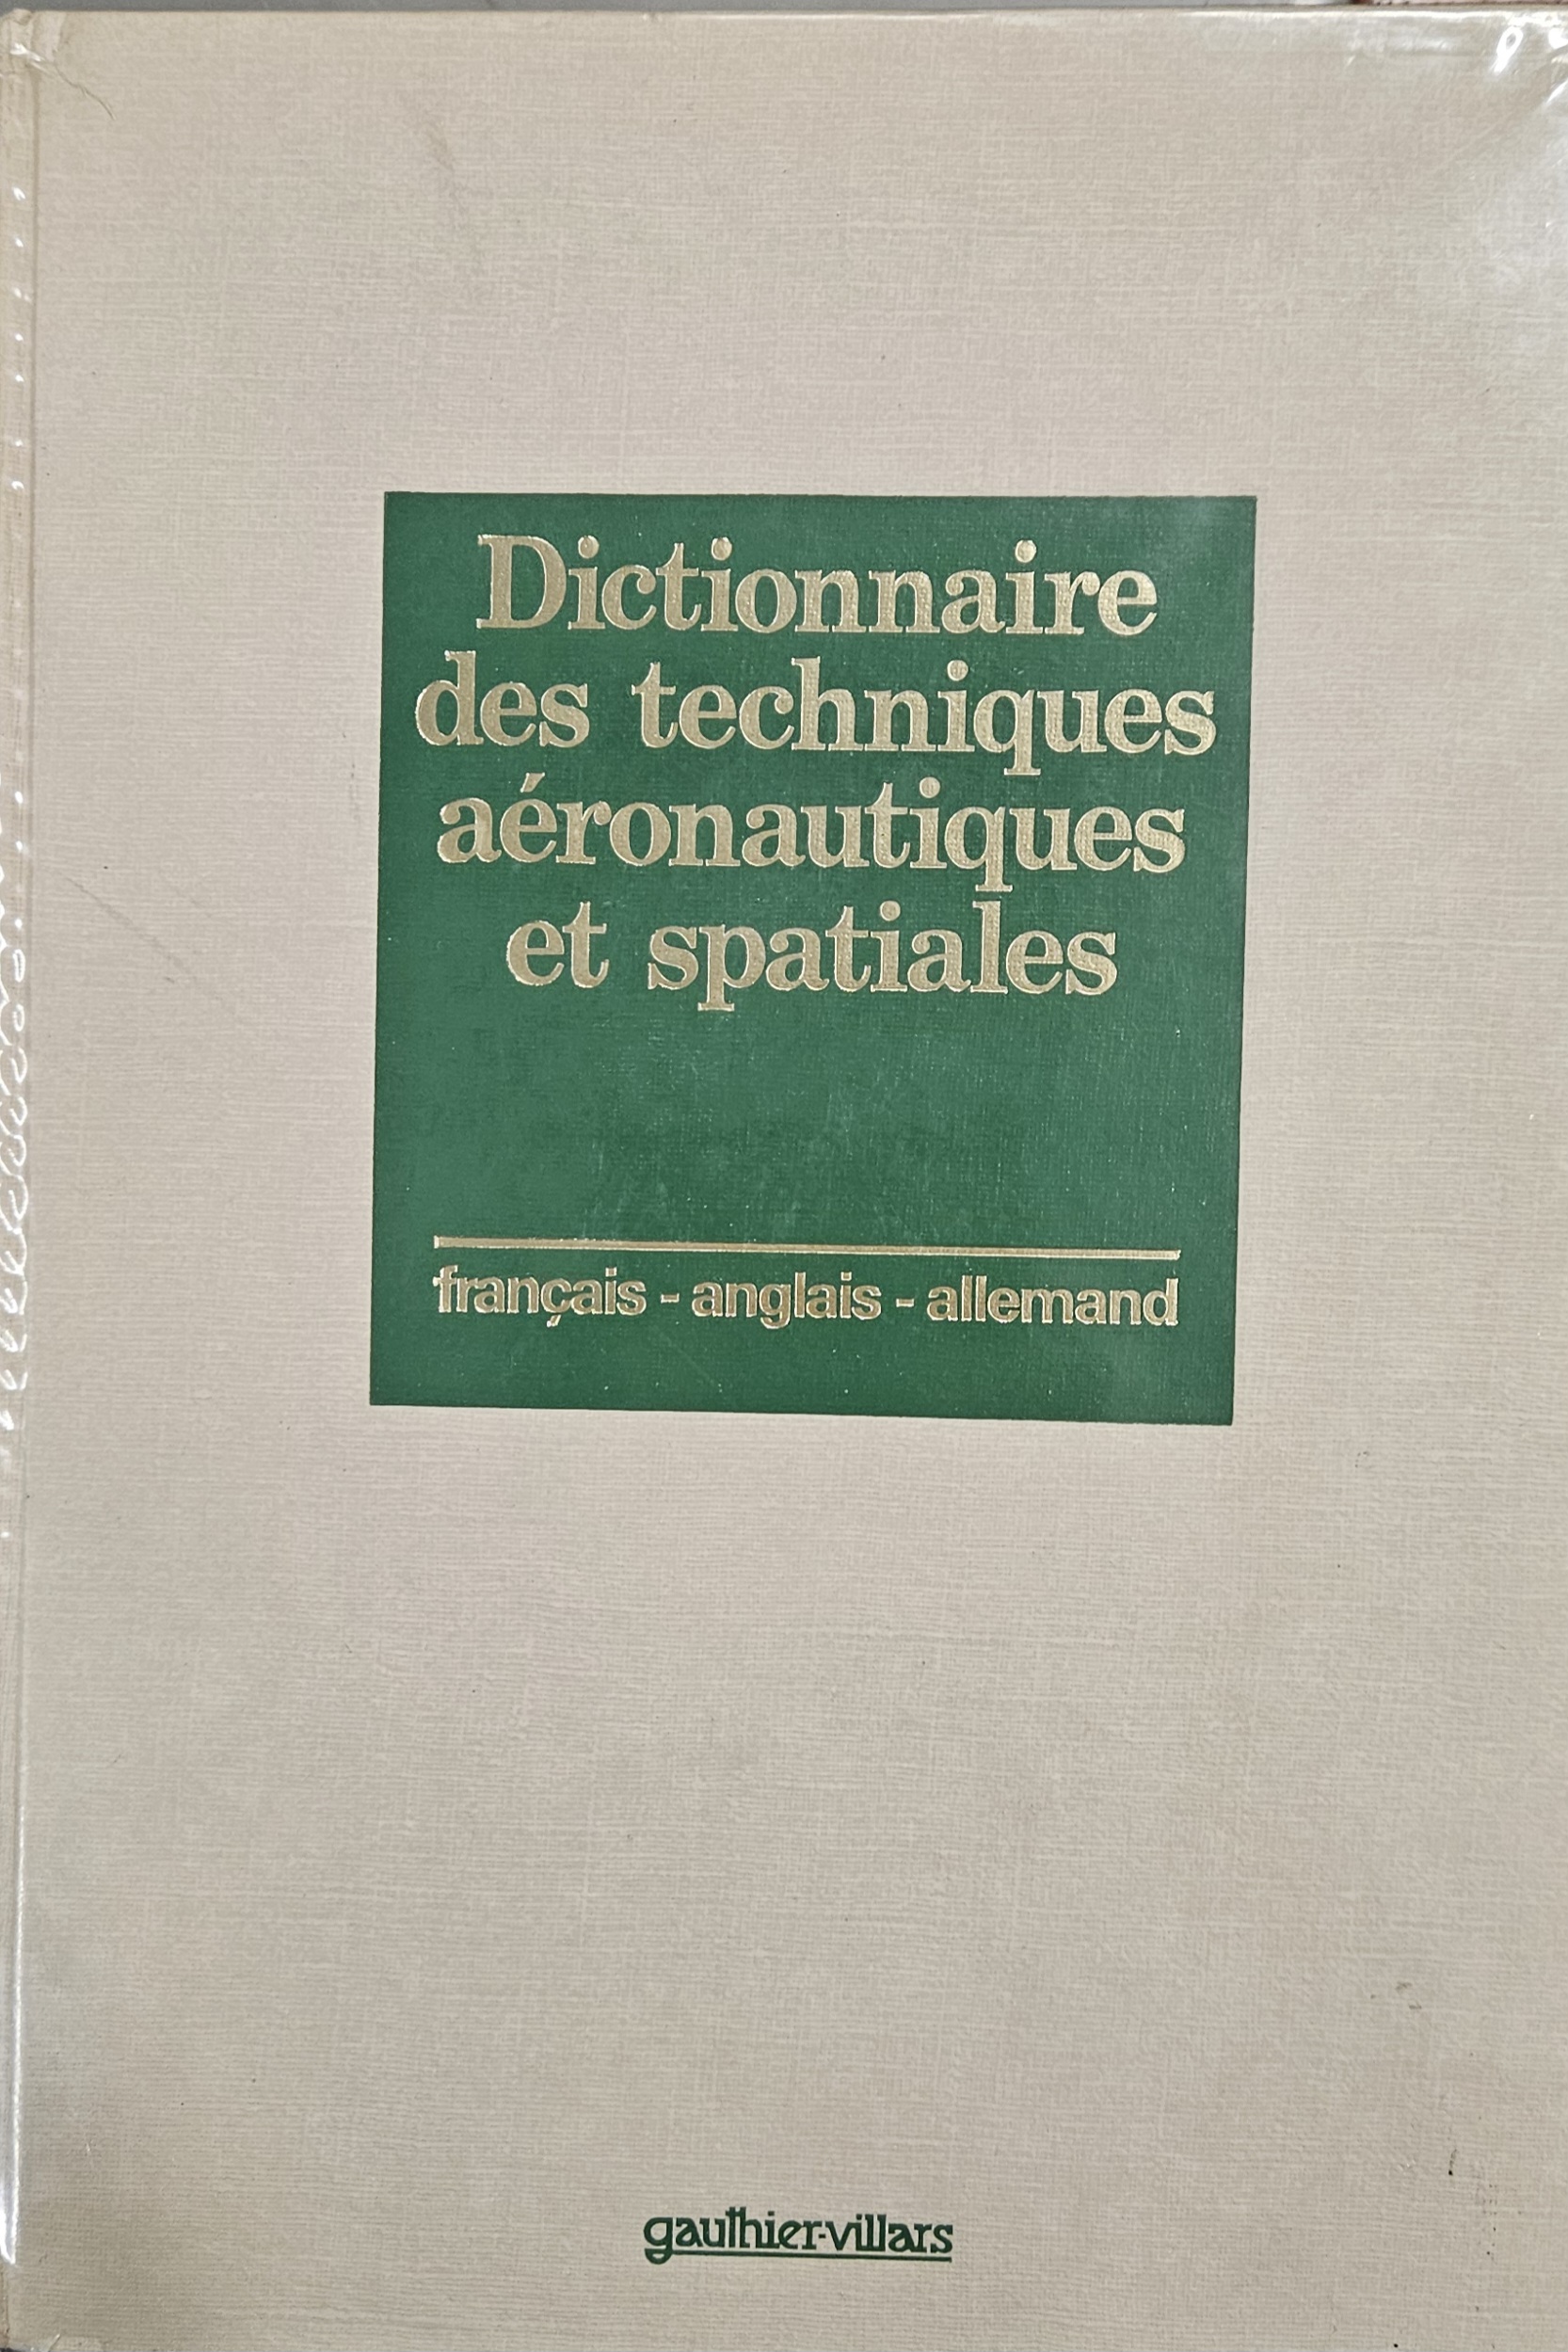 Dictionnaire
des techniques
aéronautiques
et spatiales
français - anglais - allemand
gauthier-villars